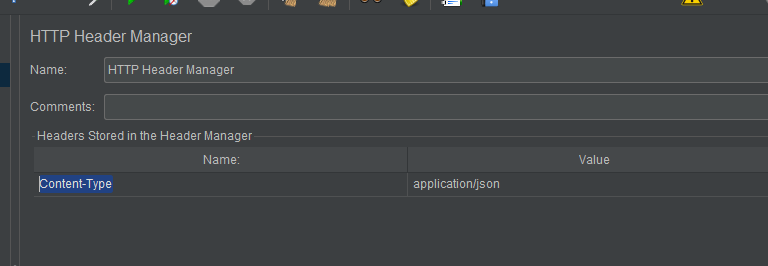 HTTP Header Manager
Name: HTTP Header Manager
Comments:
Headers Stored in the Header Manager
Name: Value
Content-Type application/json